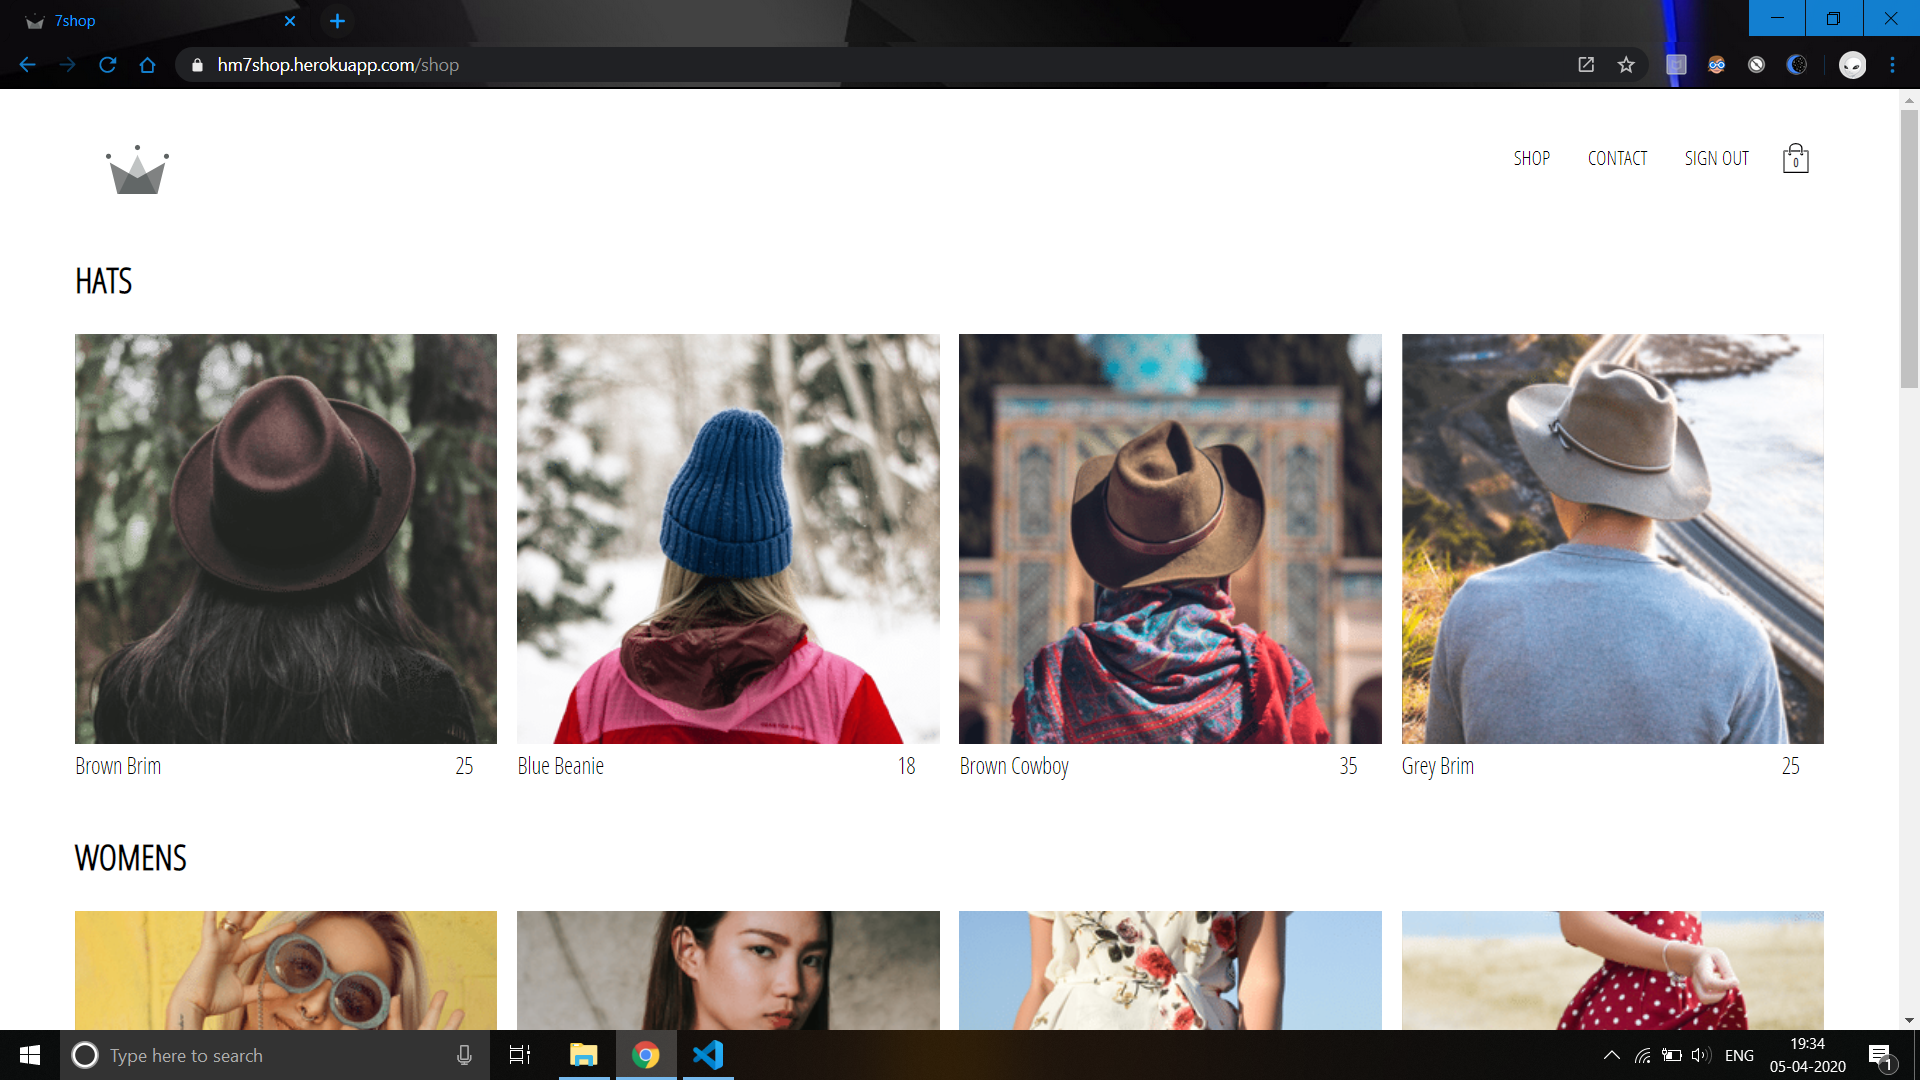 7shop
hm7shop.herokuapp.com/shop
SHOP CONTACT SIGN OUT 0
HATS
Brown Brim 25 Blue Beanie 18 Brown Cowboy 35 Grey Brim 25
WOMENS
Type here to search
ENG 19:34
05-04-2020
1